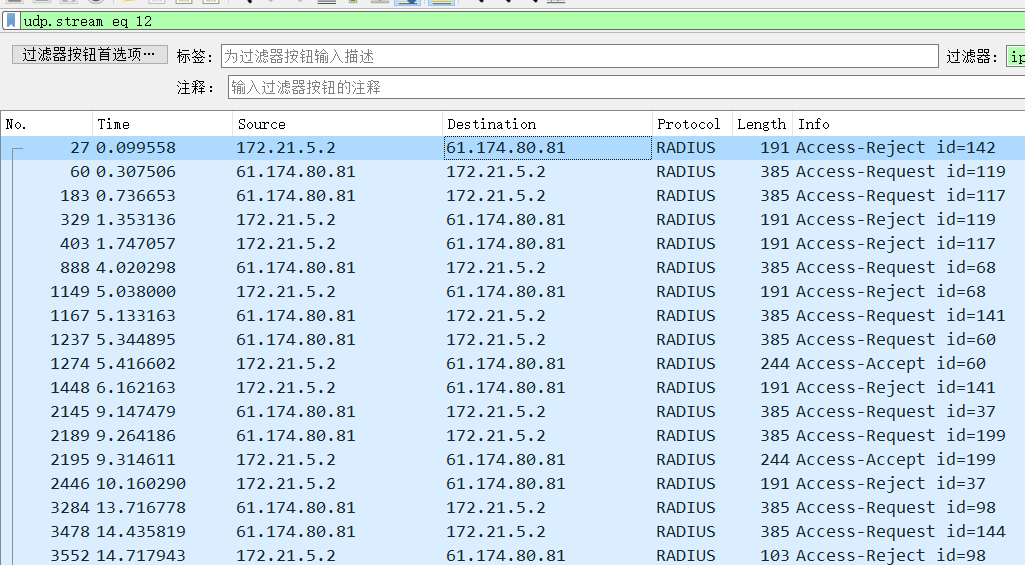 udp.stream eq 12
过滤器按钮首选项… 标签: 为过滤器按钮输入描述 过滤器: ip
注释: 输入过滤器按钮的注释
No. Time Source Destination Protocol Length Info
27 0.099558 172.21.5.2 61.174.80.81 RADIUS 191 Access-Reject id=142
60 0.307506 61.174.80.81 172.21.5.2 RADIUS 385 Access-Request id=119
183 0.736653 61.174.80.81 172.21.5.2 RADIUS 385 Access-Request id=117
329 1.353136 172.21.5.2 61.174.80.81 RADIUS 191 Access-Reject id=119
403 1.747057 172.21.5.2 61.174.80.81 RADIUS 191 Access-Reject id=117
888 4.020298 61.174.80.81 172.21.5.2 RADIUS 385 Access-Request id=68
1149 5.038000 172.21.5.2 61.174.80.81 RADIUS 191 Access-Reject id=68
1167 5.133163 61.174.80.81 172.21.5.2 RADIUS 385 Access-Request id=141
1237 5.344895 61.174.80.81 172.21.5.2 RADIUS 385 Access-Request id=60
1274 5.416602 172.21.5.2 61.174.80.81 RADIUS 244 Access-Accept id=60
1448 6.162163 172.21.5.2 61.174.80.81 RADIUS 191 Access-Reject id=141
2145 9.147479 61.174.80.81 172.21.5.2 RADIUS 385 Access-Request id=37
2189 9.264186 61.174.80.81 172.21.5.2 RADIUS 385 Access-Request id=199
2195 9.314611 172.21.5.2 61.174.80.81 RADIUS 244 Access-Accept id=199
2446 10.160290 172.21.5.2 61.174.80.81 RADIUS 191 Access-Reject id=37
3284 13.716778 61.174.80.81 172.21.5.2 RADIUS 385 Access-Request id=98
3478 14.435819 61.174.80.81 172.21.5.2 RADIUS 385 Access-Request id=144
3552 14.717943 172.21.5.2 61.174.80.81 RADIUS 103 Access-Reject id=98